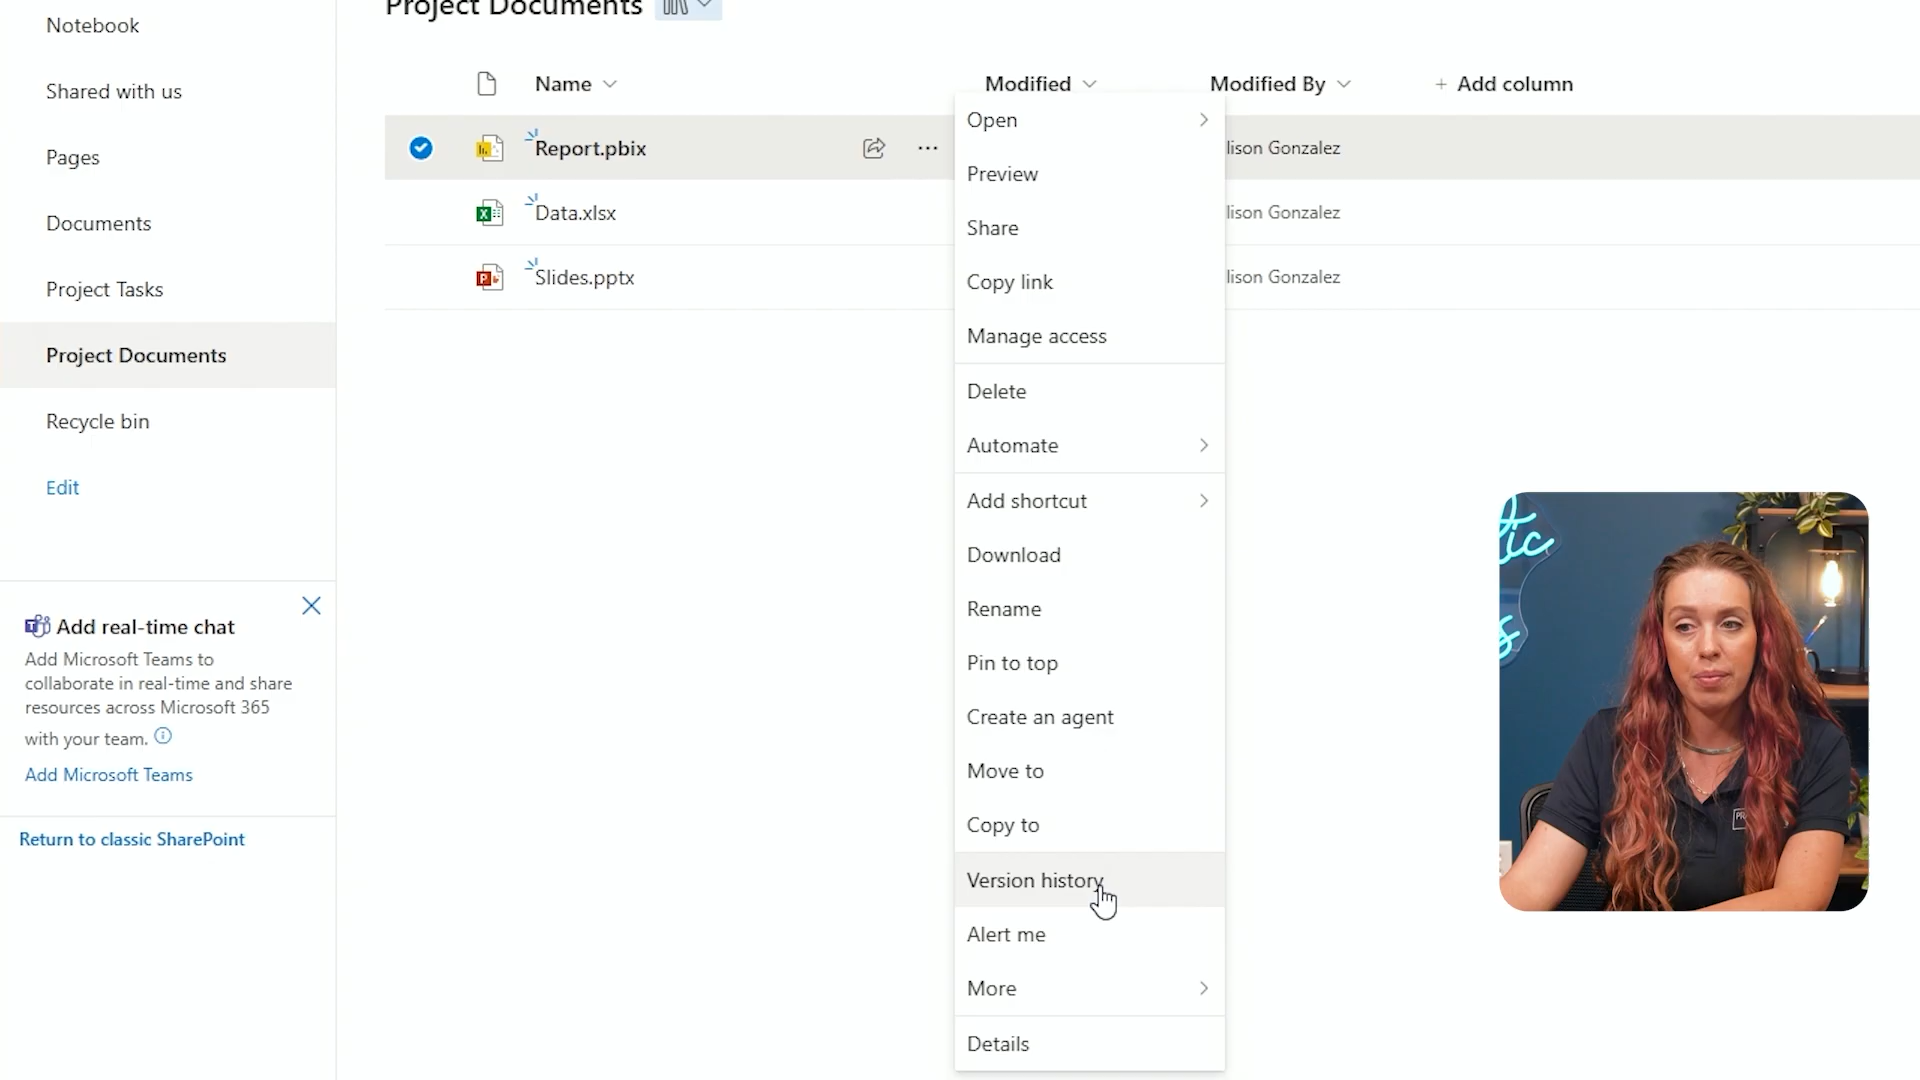 Notebook
Shared with us
Pages
Documents
Project Tasks
Project Documents
Recycle bin
Edit
Add real-time chat
Add Microsoft Teams to
collaborate in real-time and share
resources across Microsoft 365
with your team.
Add Microsoft Teams
Return to classic SharePoint
Project Documents
Name
Modified
Modified By
+ Add column
Report.pbix
lison Gonzalez
Data.xlsx
lison Gonzalez
Slides.pptx
lison Gonzalez
Open
Preview
Share
Copy link
Manage access
Delete
Automate
Add shortcut
Download
Rename
Pin to top
Create an agent
Move to
Copy to
Version history
Alert me
More
Details
tic
s